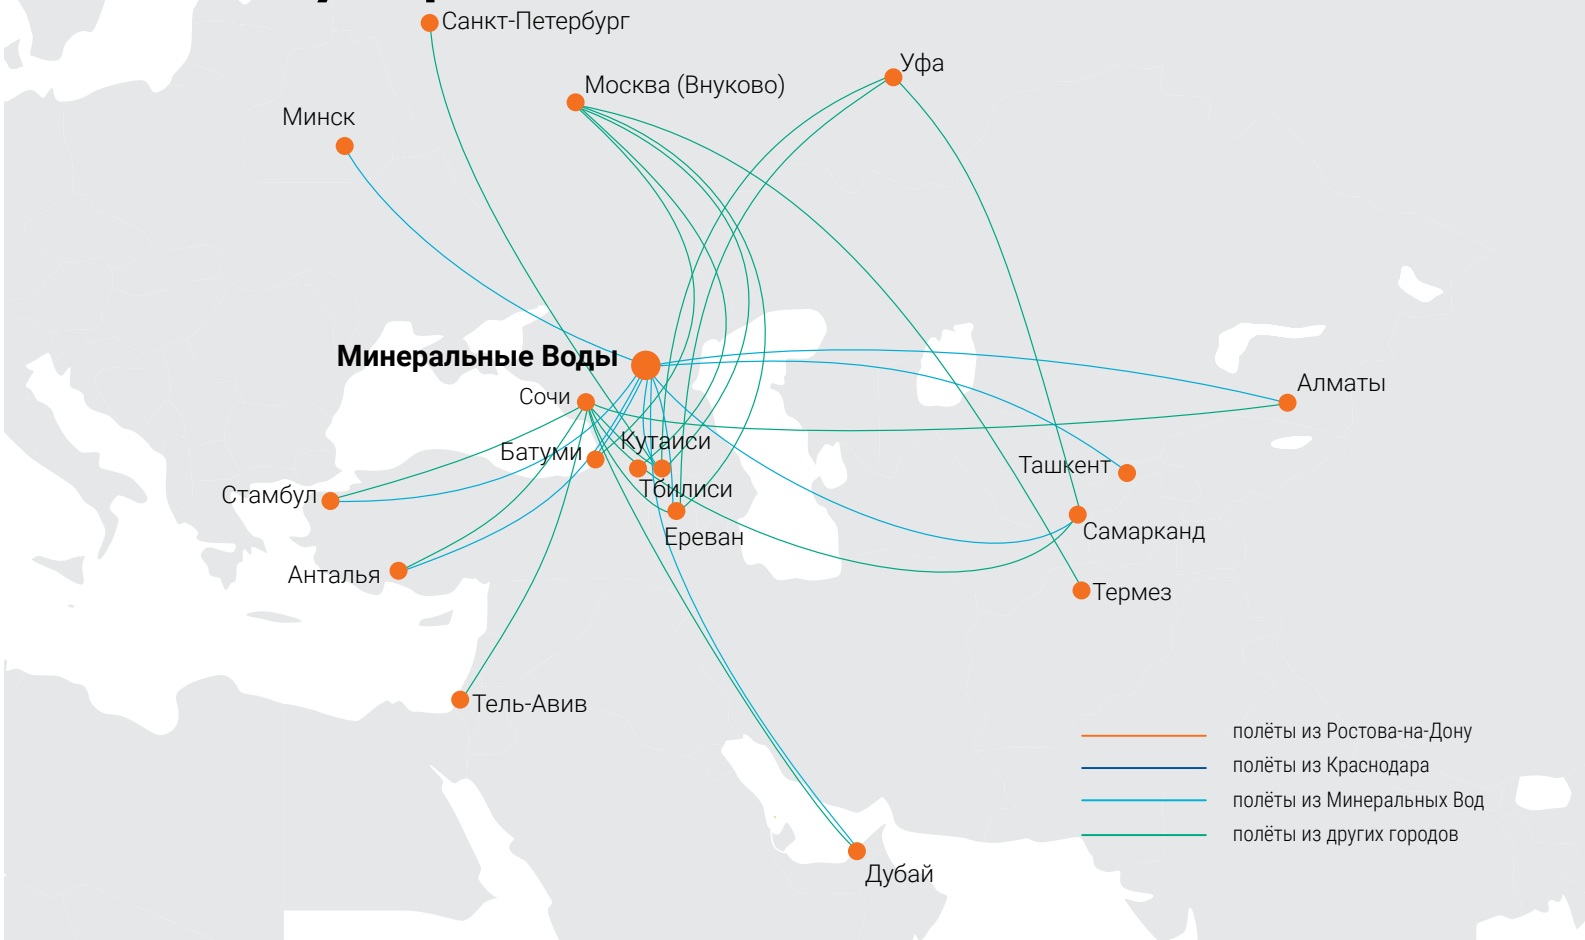 Санкт-Петербург
Уфа
Москва (Внуково)
Минск
Минеральные Воды
Сочи
Алматы
Кутаиси
Батуми
Ташкент
Тбилиси
Стамбул
Самарканд
Ереван
Анталья
Термез
Тель-Авив
полёты из Ростова-на-Дону
полёты из Краснодара
полёты из Минеральных Вод
полёты из других городов
Дубай